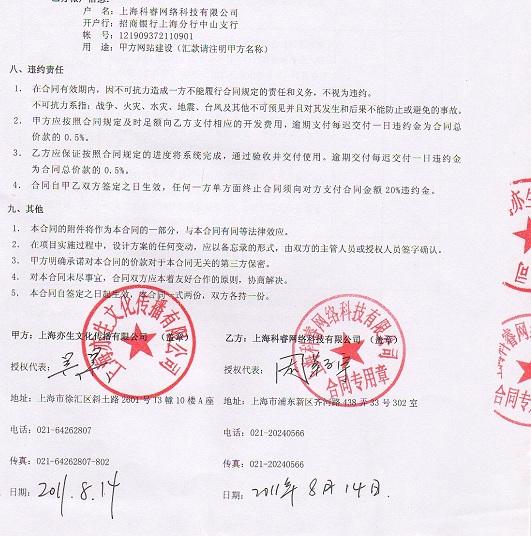 户 名：上海科睿网络科技有限公司
开户行：招商银行上海分行中山支行
帐 号：121909372110901
用 途：甲方网站建设（汇款请注明甲方名称）
八、违约责任
1. 在合同有效期内，因不可抗力造成一方不能履行合同规定的责任和义务，不视为违约。
不可抗力系指：战争、火灾、水灾、地震、台风及其他不可预见并且对其发生和后果不能防止或避免的事故。
2. 甲方应按照合同规定及时足额向乙方支付相应的开发费用，逾期支付每迟交付一日违约金为合同总
价款的 0.5%。
3. 乙方应保证按照合同规定的进度将系统完成，通过验收并交付使用。逾期交付每迟交付一日违约金
为合同总价款的 0.5%。
4. 合同自甲乙双方签定之日生效，任何一方单方面终止合同须向对方支付合同金额 20%违约金。
九、其他
1. 本合同的附件将作为本合同的一部分，与本合同有同等法律效应。
2. 在项目实施过程中，设计方案的任何变动，应以备忘录的形式，由双方的主管人员或授权人员签字确认。
3. 甲方明确承诺对本合同的价款对于本合同无关的第三方保密。
4. 对本合同未尽事宜，合同双方应本着友好合作的原则，协商解决。
5. 本合同自签定之日起生效，本合同一式两份，双方各持一份。
甲方：上海亦生文化传播有限公司 （盖章） 乙方：上海科睿网络科技有限公司 （盖章）
上海亦生文化传播有限公司
上海科睿网络科技有限公司
合同专用章
授权代表： 授权代表：
地址：上海市徐汇区斜土路 2601 号 T3 幢 10 楼 A 座 地址：上海市浦东新区齐河路 438 弄 33 号 302 室
电话：021-64262807 电话：021-20240566
传真：021-64262807-802 传真：021-20240566
日期：2011.8.14 日期：2011年8月14日.
亦生
合同
科睿网
合同专